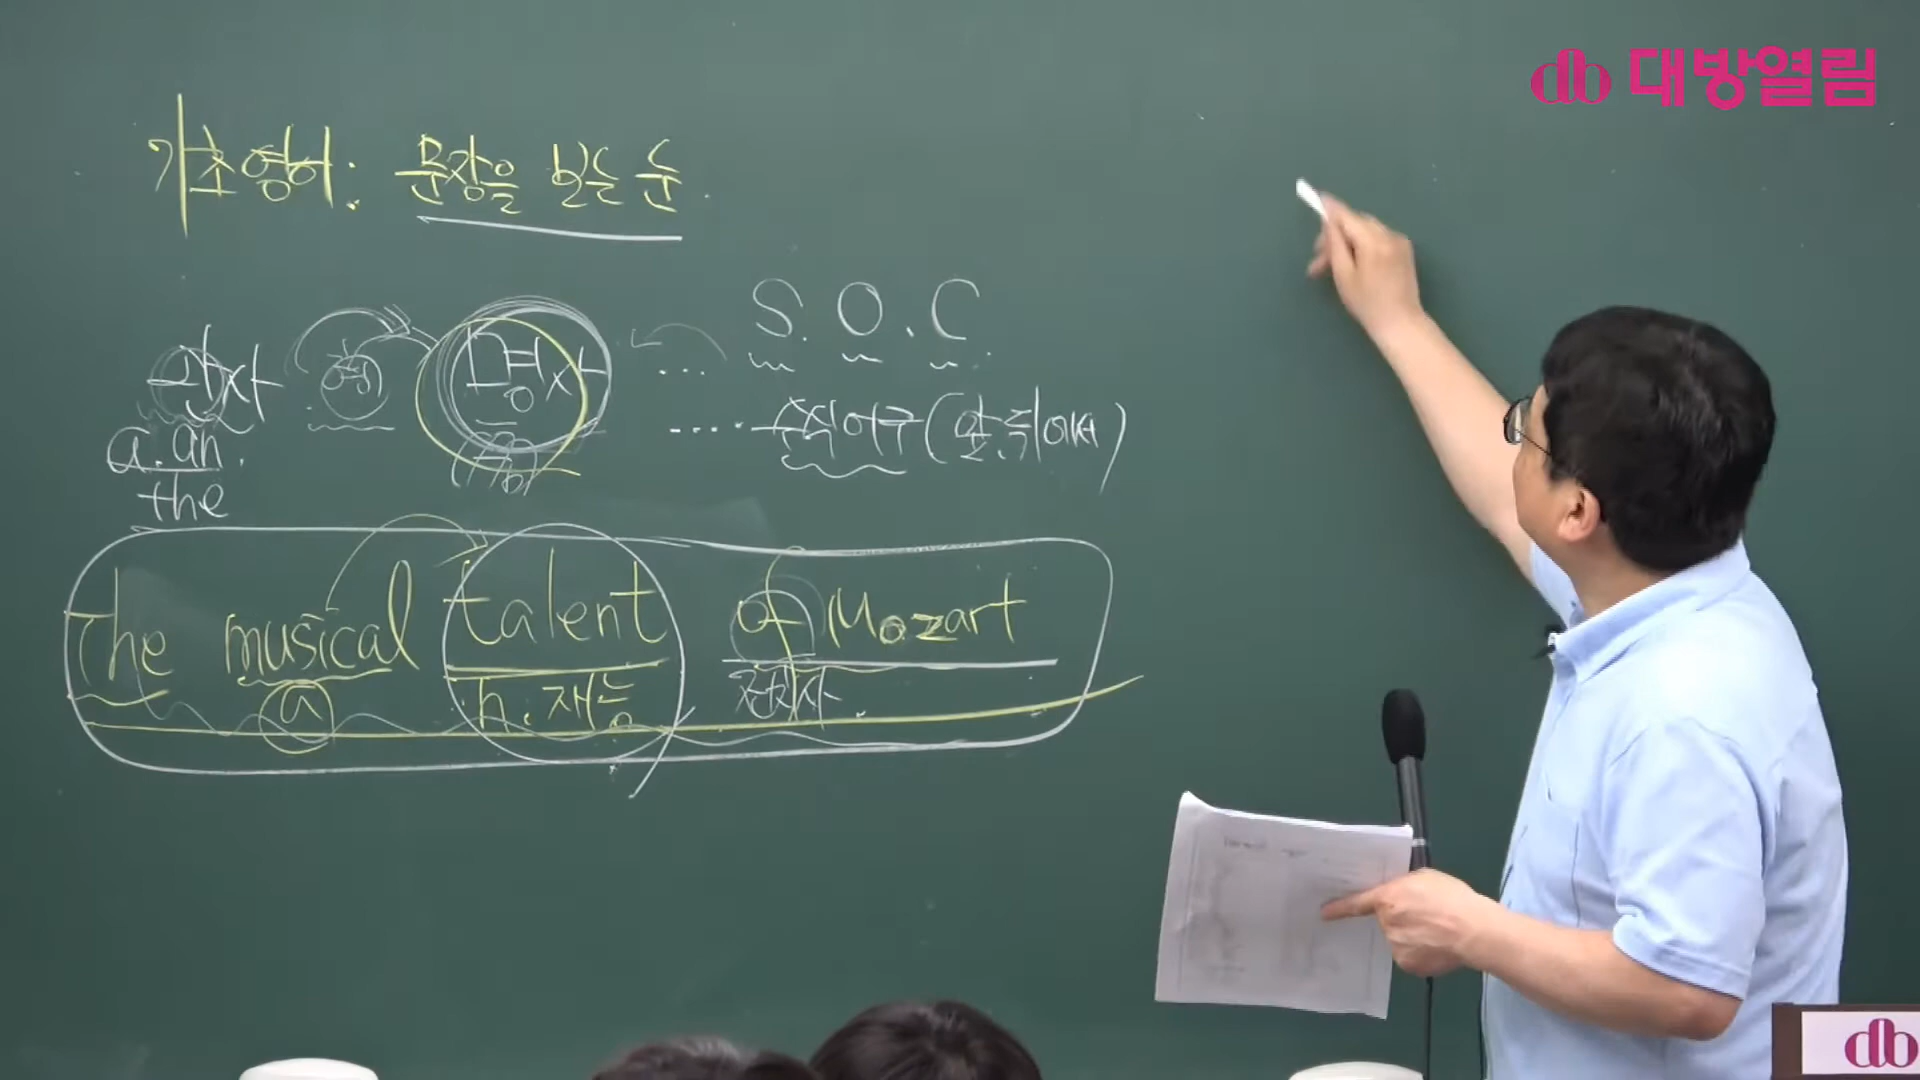 대방열림
기초영어: 문장을 보는 눈.
S. O. C.
관사 형 명사 ...
a. an. ..... 수식어구 (앞.뒤에서)
the
The musical talent of Mozart
a n. 재능 전치사.
db